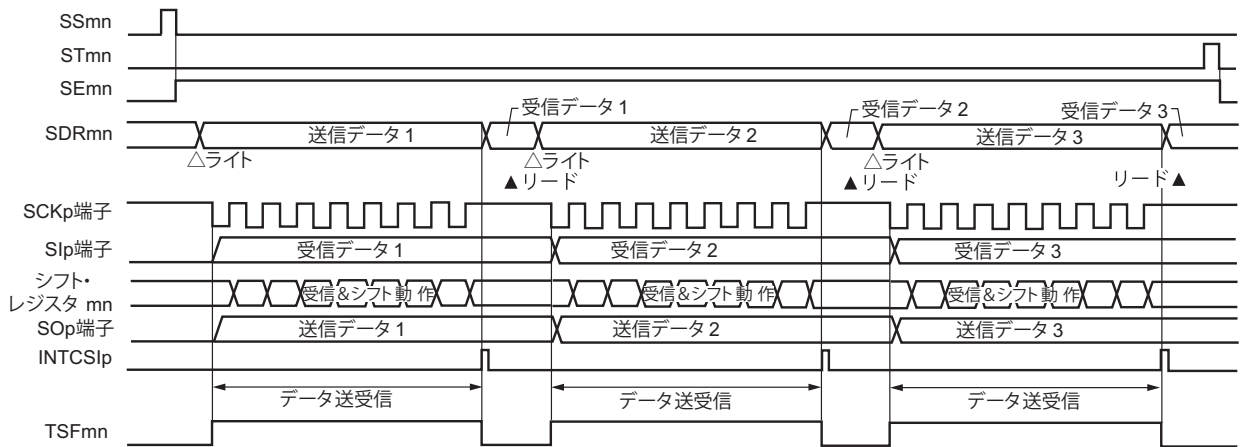 SSmn
STmn
SEmn
受信データ 1
受信データ 2
受信データ 3
SDRmn
送信データ 1
送信データ 2
送信データ 3
△ライト
△ライト
△ライト
▲リード
▲リード
リード▲
SCKp端子
SIp端子
受信データ 1
受信データ 2
受信データ 3
シフト・
レジスタ mn
受信&シフト動作
受信&シフト動作
受信&シフト動作
SOp端子
送信データ 1
送信データ 2
送信データ 3
INTCSIp
データ送受信
データ送受信
データ送受信
TSFmn